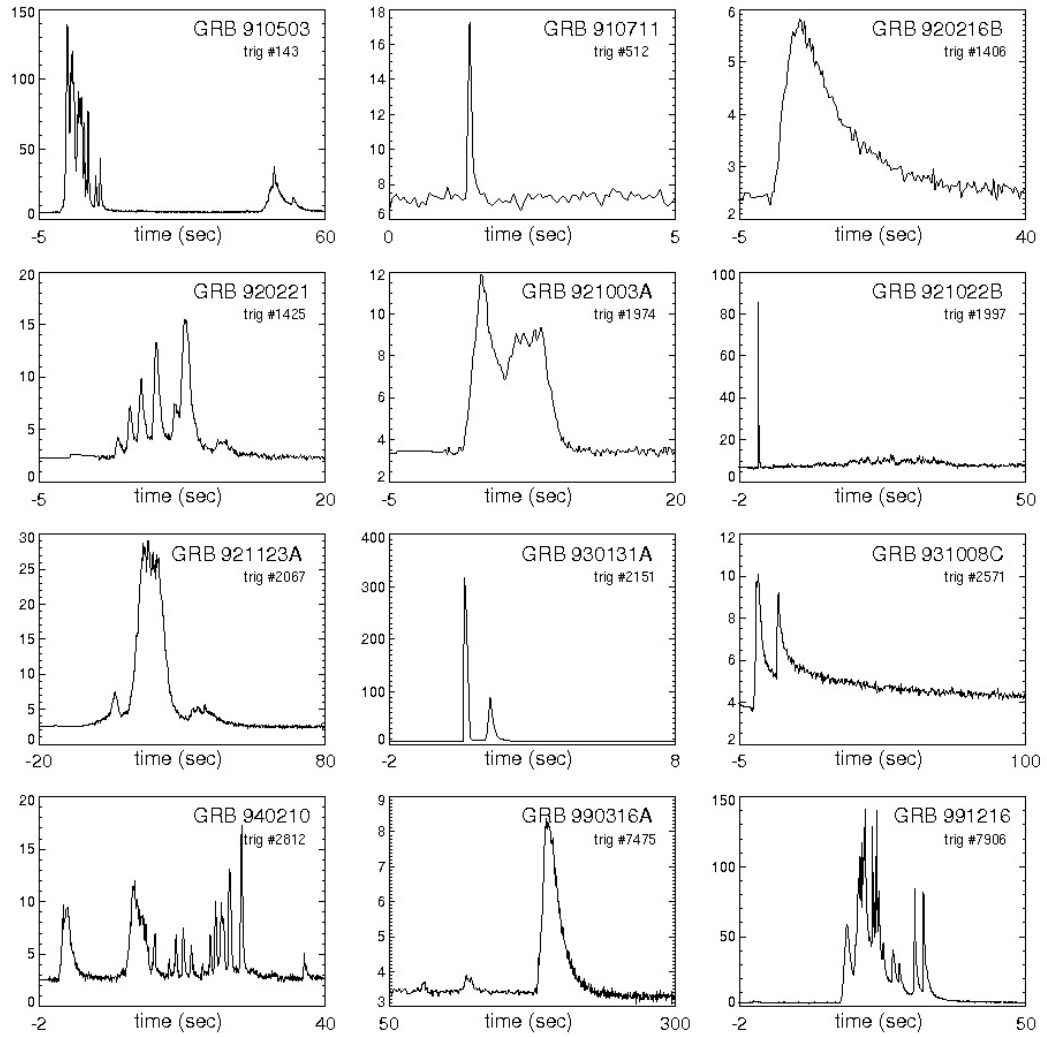 GRB 910503
trig #143
150
100
50
0
-5
time (sec)
60
GRB 910711
trig #512
18
16
14
12
10
8
6
0
time (sec)
5
GRB 920216B
trig #1406
6
5
4
3
2
-5
time (sec)
40
GRB 920221
trig #1425
20
15
10
5
0
-5
time (sec)
20
GRB 921003A
trig #1974
12
10
8
6
4
2
-5
time (sec)
20
GRB 921022B
trig #1997
100
80
60
40
20
0
-2
time (sec)
50
GRB 921123A
trig #2067
30
25
20
15
10
5
0
-20
time (sec)
80
GRB 930131A
trig #2151
400
300
200
100
0
-2
time (sec)
8
GRB 931008C
trig #2571
12
10
8
6
4
2
-5
time (sec)
100
GRB 940210
trig #2812
20
15
10
5
0
-2
time (sec)
40
GRB 990316A
trig #7475
9
8
7
6
5
4
3
50
time (sec)
300
GRB 991216
trig #7906
150
100
50
0
-2
time (sec)
50